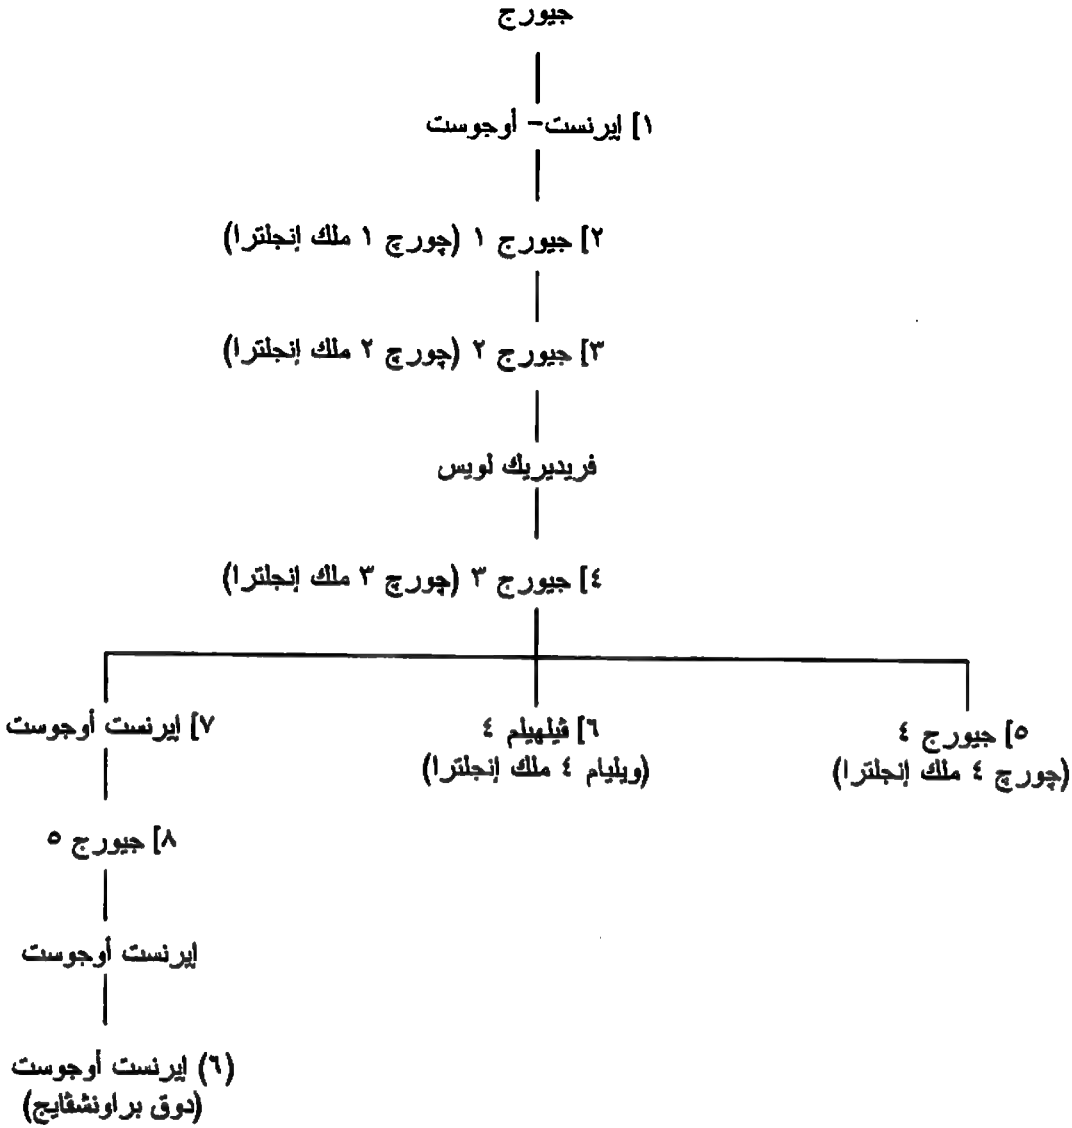 جيورج
١] إيرنست- أوجوست
٢] جيورج ١ (چورچ ١ ملك إنجلترا)
٣] جيورج ٢ (چورچ ٢ ملك إنجلترا)
فريديريك لويس
٤] جيورج ٣ (چورچ ٣ ملك إنجلترا)
٥] جيورج ٤
(چورچ ٤ ملك إنجلترا)
٦] ڤيلهيلم ٤
(ويليام ٤ ملك إنجلترا)
٧] إيرنست أوجوست
٨] جيورج ٥
إيرنست أوجوست
(٦) إيرنست أوجوست
(دوق براونشڤايج)